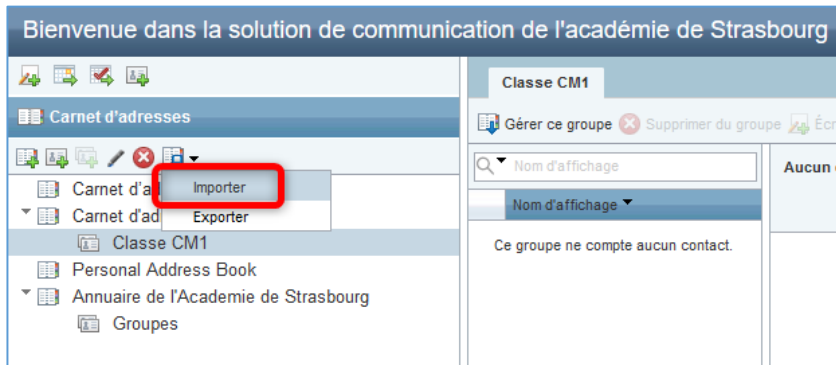 Bienvenue dans la solution de communication de l'académie de Strasbourg
Classe CM1
Carnet d'adresses
Gérer ce groupe Supprimer du groupe
Nom d'affichage
Aucun
Importer
Carnet d'a
Nom d'affichage
Carnet d'ad
Exporter
Classe CM1
Ce groupe ne compte aucun contact.
Personal Address Book
Annuaire de l'Academie de Strasbourg
Groupes